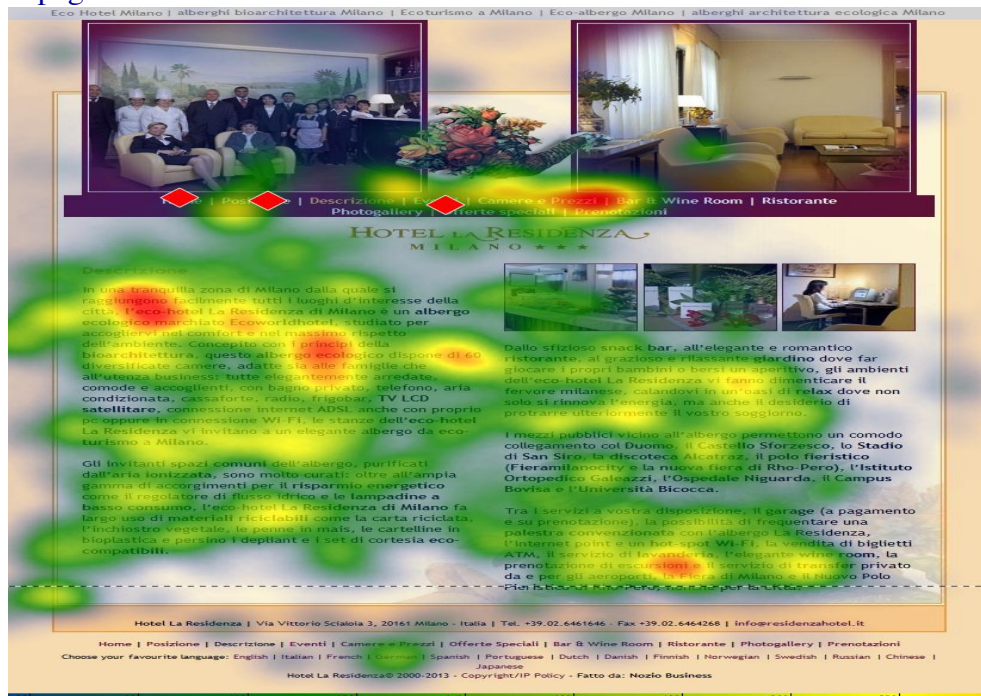 Eco Hotel Milano | alberghi bioarchitettura Milano | Ecoturismo a Milano | Eco-albergo Milano | alberghi architettura ecologica Milano
| Descrizione | | Camere e Prezzi | Bar & Wine Room | Ristorante
Photogallery | Offerte speciali | Prenotazioni
HOTEL LA RESIDENZA
MILANO ★★★
Descrizione
In una tranquilla zona di Milano dalla quale si
raggiungono facilmente tutti i luoghi d'interesse della
città, l'eco-hotel La Residenza di Milano è un albergo
ecologico marchiato Ecoworldhotel, studiato per
accogliervi nel comfort e nel massimo rispetto
dell'ambiente. Concepito con i principi della
bioarchitettura, questo albergo ecologico dispone di 60
diversificate camere, adatte sia alle famiglie che
all'utenza business: tutte elegantemente arredate,
comode e accoglienti, con bagno privato, telefono, aria
condizionata, cassaforte, radio, frigobar, TV LCD
satellitare, connessione internet ADSL anche con proprio
pc oppure in connessione Wi-Fi, le stanze dell'eco-hotel
La Residenza vi invitano a un elegante albergo da eco-
turismo a Milano.
Gli invitanti spazi comuni dell'albergo, purificati
dall'aria ionizzata, sono molto curati: oltre all'ampia
gamma di accorgimenti per il risparmio energetico
come il regolatore di flusso idrico e le lampadine a
basso consumo, l'eco-hotel La Residenza di Milano fa
largo uso di materiali riciclabili come la carta riciclata,
l'inchiostro vegetale, le penne in mais, le cartelline in
bioplastica e persino i depliant e i set di cortesia eco-
compatibili.
Dallo sfizioso snack bar, all'elegante e romantico
ristorante, al grazioso e rilassante giardino dove far
giocare i propri bambini o bersi un aperitivo, gli ambienti
dell'eco-hotel La Residenza vi fanno dimenticare il
fervore milanese, calandovi in un'oasi di relax dove non
solo si rinnova l'energia, ma anche il desiderio di
protrarre ulteriormente il vostro soggiorno.
I mezzi pubblici vicino all'albergo permettono un comodo
collegamento col Duomo, il Castello Sforzesco, lo Stadio
di San Siro, la discoteca Alcatraz, il polo fieristico
(Fieramilanocity e la nuova fiera di Rho-Pero), l'Istituto
Ortopedico Galeazzi, l'Ospedale Niguarda, il Campus
Bovisa e l'Università Bicocca.
Tra i servizi a vostra disposizione, il garage (a pagamento
e su prenotazione), la possibilità di frequentare una
palestra convenzionata con l'albergo La Residenza,
l'internet point e un hot-spot Wi-Fi, la vendita di biglietti
ATM, il servizio di lavanderia, l'elegante wine room, la
prenotazione di escursioni e il servizio di transfer privato
da e per gli aeroporti, la Fiera di Milano e il Nuovo Polo
Fieristico di Rho-Pero, nonché per la città.
Hotel La Residenza | Via Vittorio Scialoia 3, 20161 Milano - Italia | Tel. +39.02.6461646 - Fax +39.02.6464268 | info@residenzahotel.it
Home | Posizione | Descrizione | Eventi | Camere e Prezzi | Offerte Speciali | Bar & Wine Room | Ristorante | Photogallery | Prenotazioni
Choose your favourite language: English | Italian | French | German | Spanish | Portuguese | Dutch | Danish | Finnish | Norwegian | Swedish | Russian | Chinese |
Japanese
Hotel La Residenza© 2000-2013 - Copyright/IP Policy - Fatto da: Nozio Business